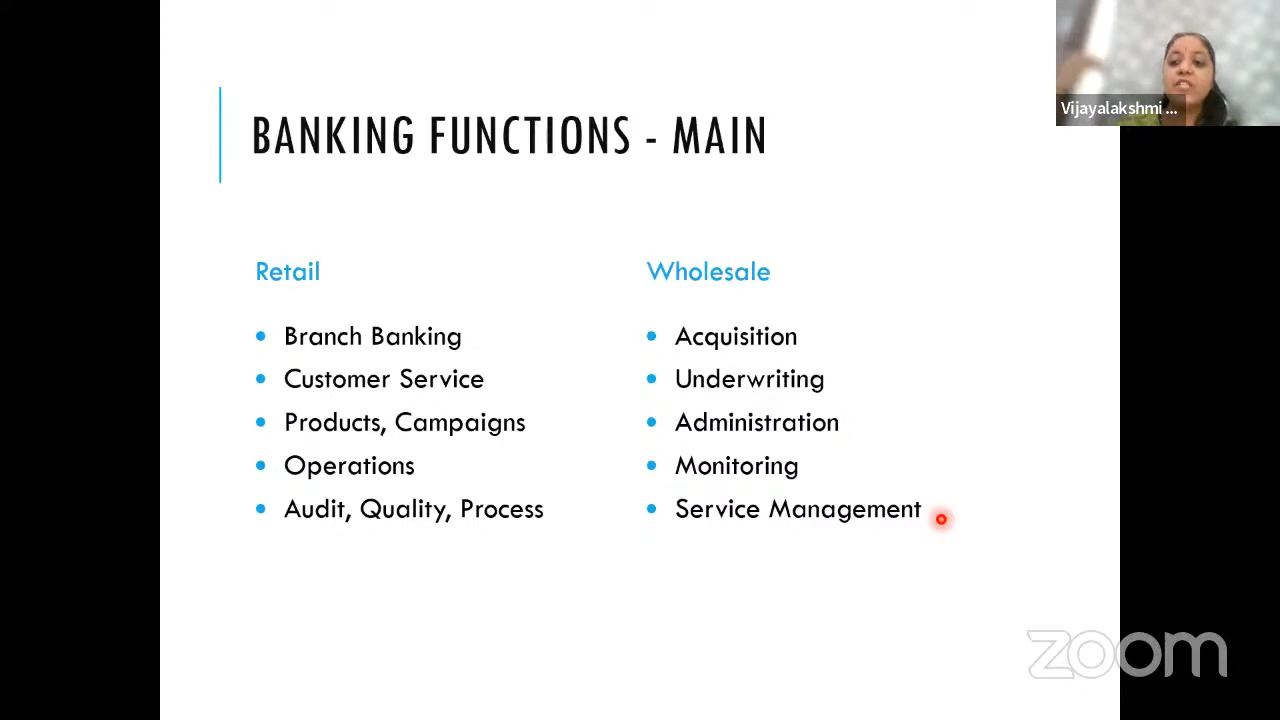 Vijayalakshmi ...
BANKING FUNCTIONS - MAIN
Retail
Branch Banking
Customer Service
Products, Campaigns
Operations
Audit, Quality, Process
Wholesale
Acquisition
Underwriting
Administration
Monitoring
Service Management
zoom